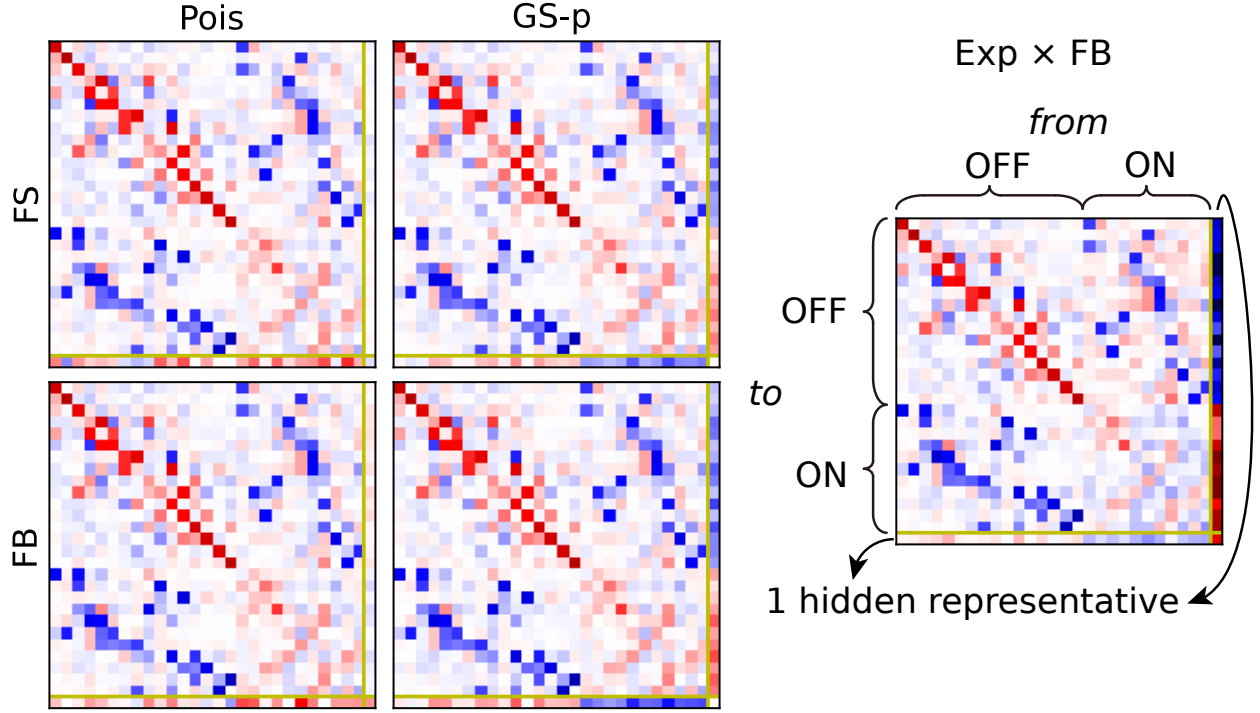 Pois
GS-p
FS
FB
Exp × FB
from
OFF
ON
to
OFF
ON
1 hidden representative